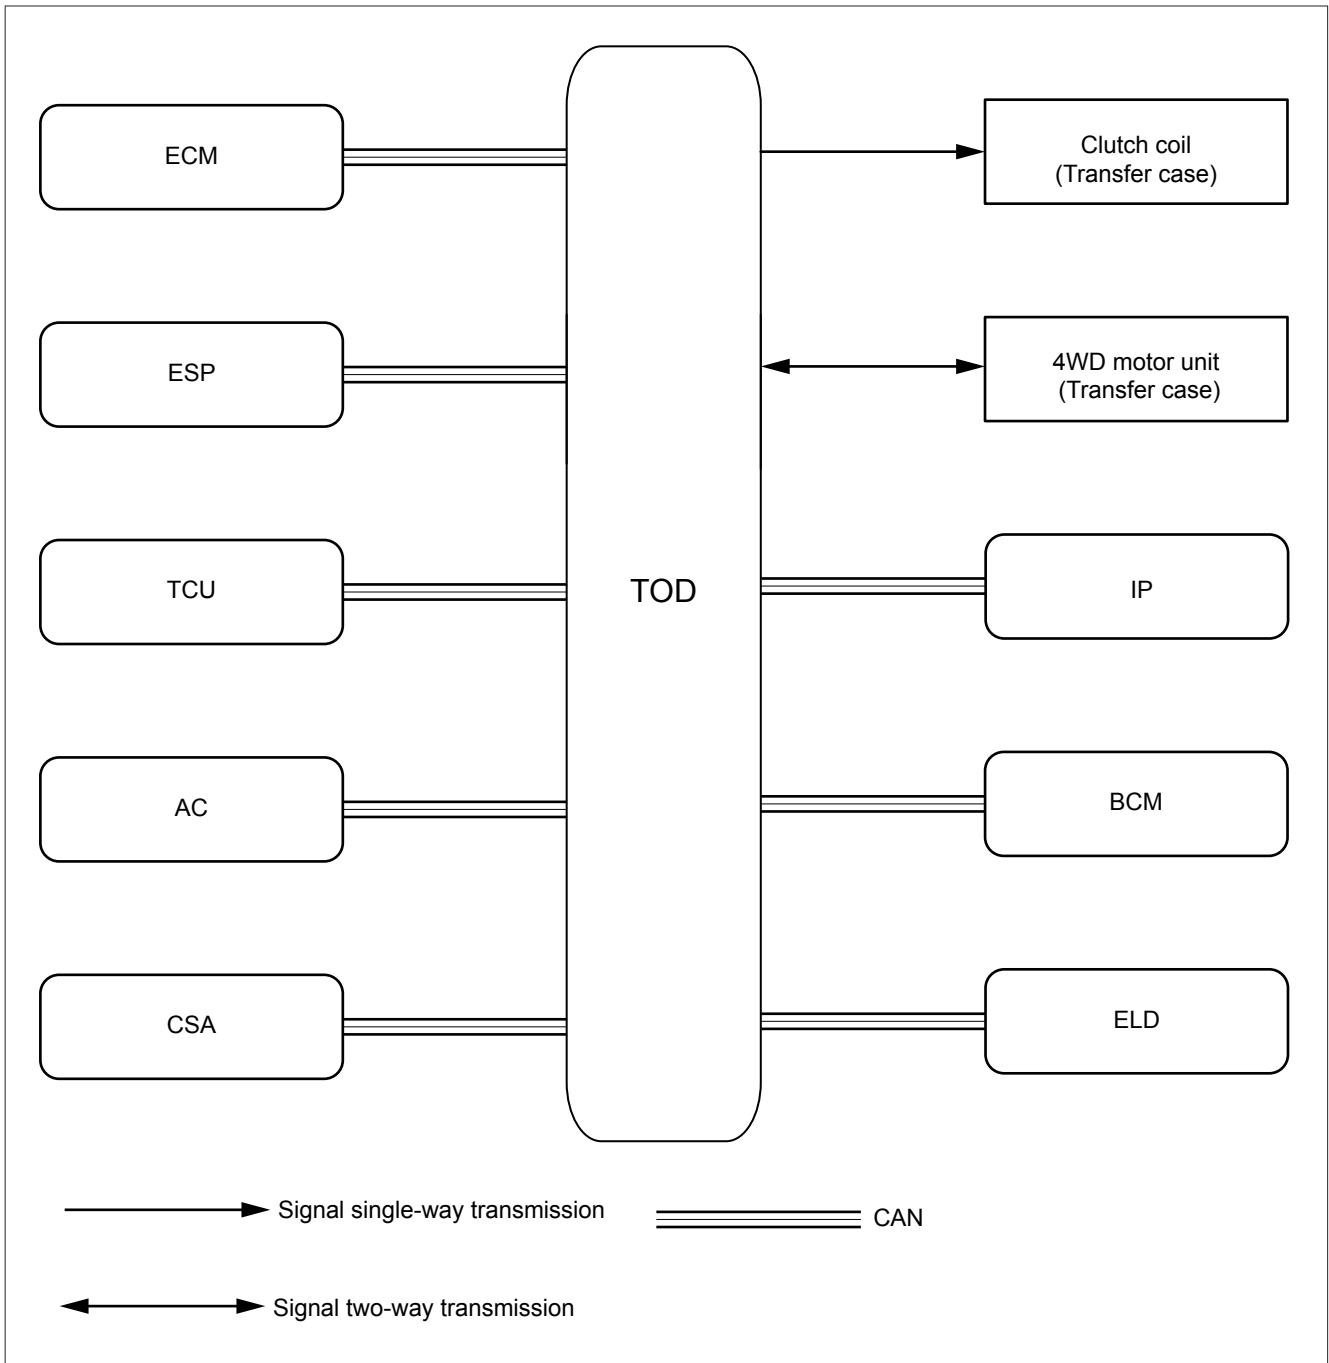 ECM
Clutch coil
(Transfer case)
ESP
4WD motor unit
(Transfer case)
TCU
TOD
IP
AC
BCM
CSA
ELD
Signal single-way transmission
CAN
Signal two-way transmission